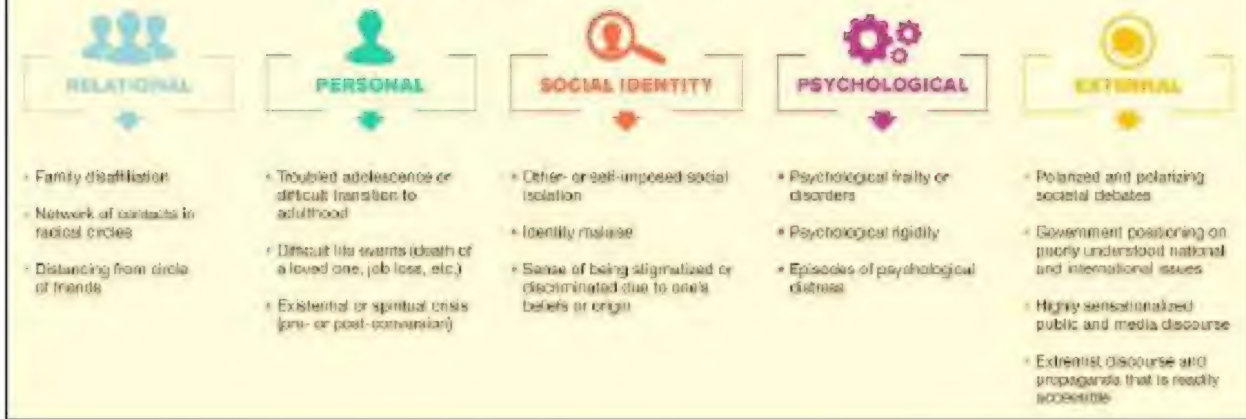 RELATIONAL
• Family disaffiliation
• Network of contacts in
radical circles
• Distancing from circle
of friends
PERSONAL
• Troubled adolescence or
difficult transition to
adulthood
• Difficult life events (death of
a loved one, job loss, etc.)
• Existential or spiritual crisis
(pre- or post-conversion)
SOCIAL IDENTITY
• Other- or self-imposed social
isolation
• Identity malaise
• Sense of being stigmatized or
discriminated due to one's
beliefs or origin
PSYCHOLOGICAL
• Psychological frailty or
disorders
• Psychological rigidity
• Episodes of psychological
distress
EXTERNAL
• Polarized and polarizing
societal debates
• Government positioning on
poorly understood national
and international issues
• Highly sensationalized
public and media discourse
• Extremist discourse and
propaganda that is readily
accessible